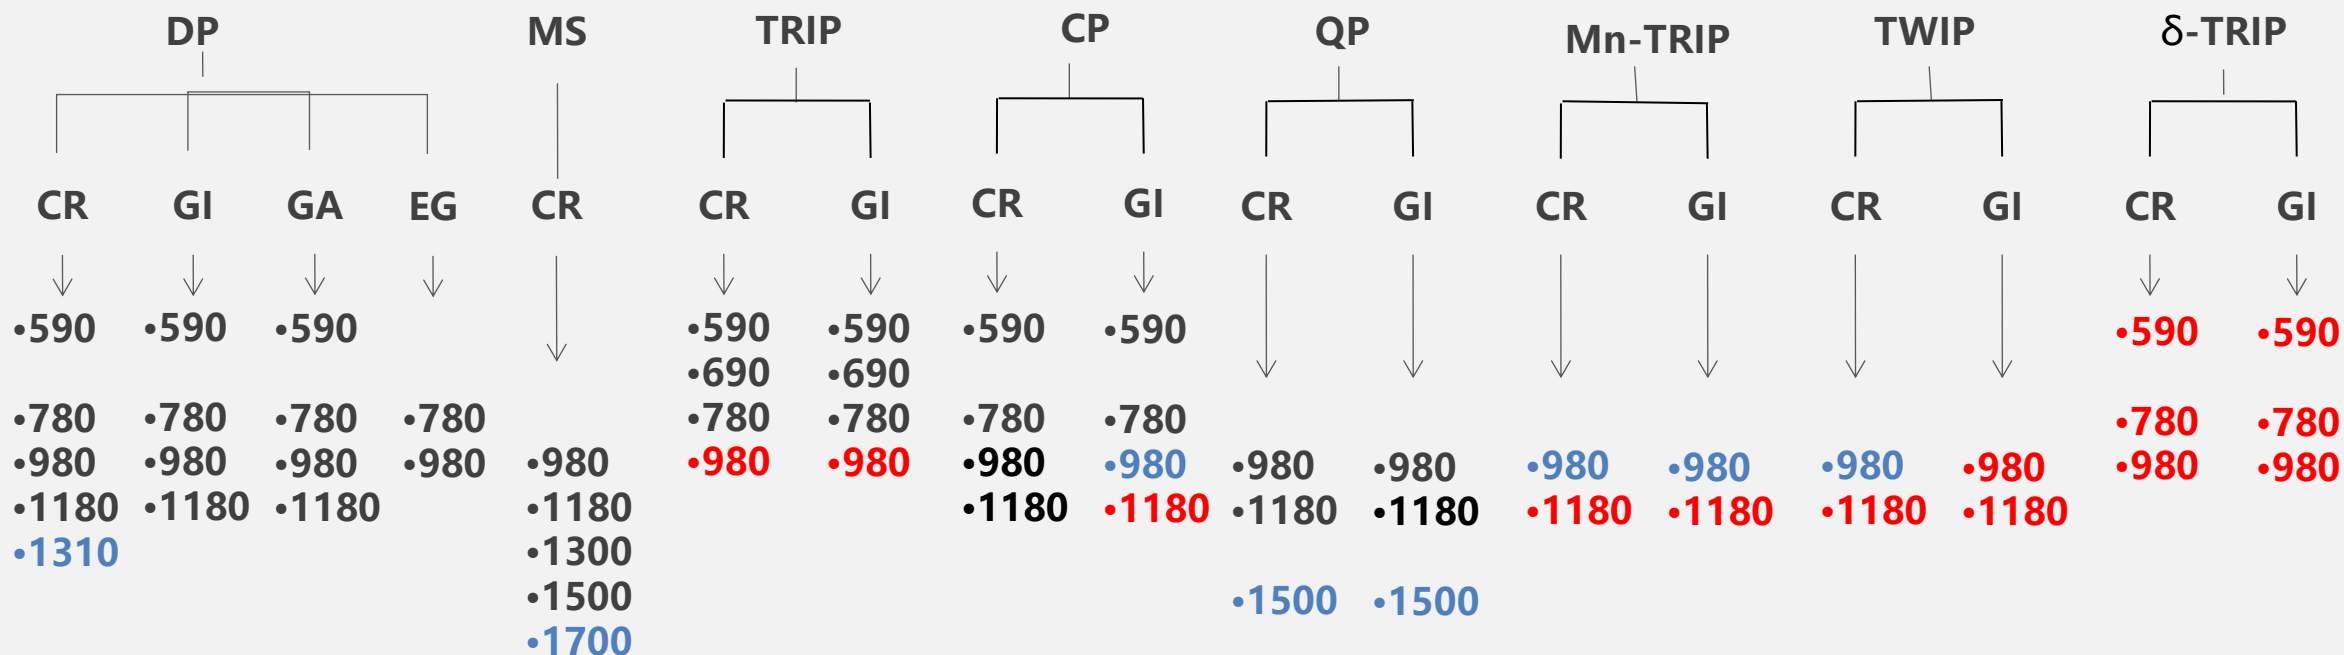 DP MS TRIP CP QP Mn-TRIP TWIP δ-TRIP
CR GI GA EG CR CR GI CR GI CR GI CR GI CR GI CR GI
•590 •590 •590 •590 •590 •590 •590 •590 •590
•690 •690
•780 •780 •780 •780 •780 •780 •780 •780 •780 •780
•980 •980 •980 •980 •980 •980 •980 •980 •980 •980 •980 •980 •980 •980 •980 •980 •980
•1180 •1180 •1180 •1180 •1180 •1180 •1180 •1180 •1180 •1180 •1180 •1180
•1310 •1300
•1500 •1500 •1500
•1700